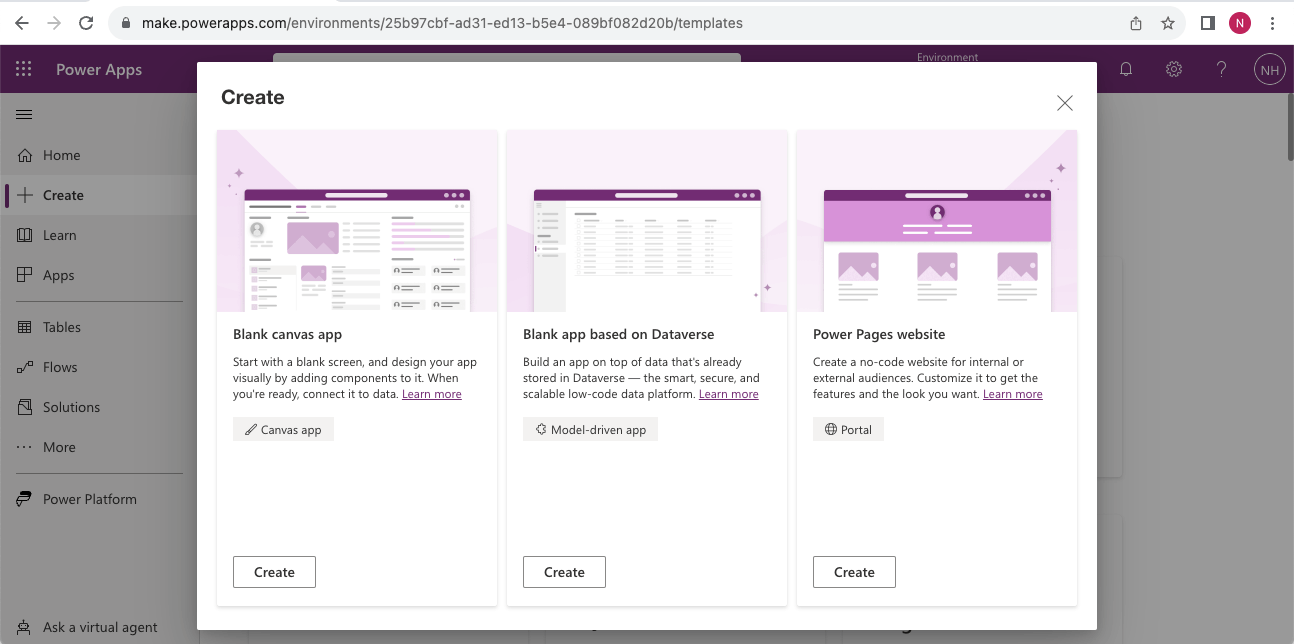 make.powerapps.com/environments/25b97cbf-ad31-ed13-b5e4-089bf082d20b/templates
N
Power Apps
Environment
NH
Home
Create
Learn
Apps
Tables
Flows
Solutions
More
Power Platform
Ask a virtual agent
Create
Blank canvas app
Start with a blank screen, and design your app
visually by adding components to it. When
you're ready, connect it to data. Learn more
Canvas app
Create
Blank app based on Dataverse
Build an app on top of data that's already
stored in Dataverse — the smart, secure, and
scalable low-code data platform. Learn more
Model-driven app
Create
Power Pages website
Create a no-code website for internal or
external audiences. Customize it to get the
features and the look you want. Learn more
Portal
Create